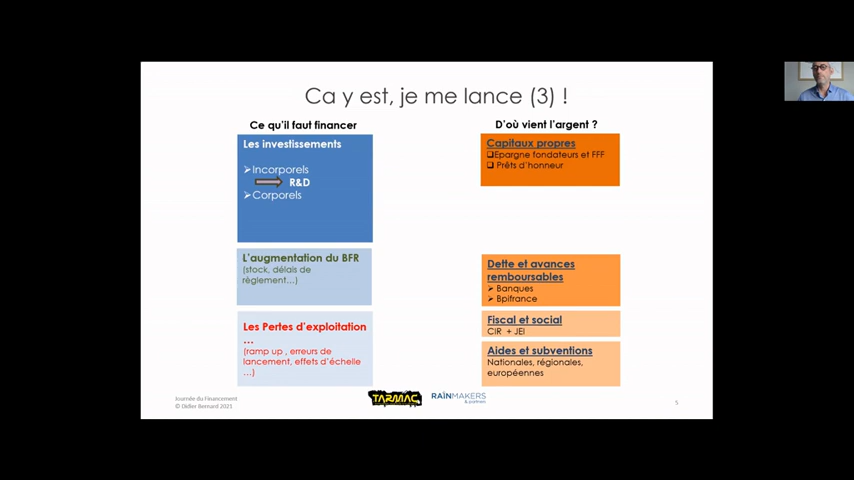 Ca y est, je me lance (3) !
Ce qu'il faut financer
Les investissements
Incorporels
R&D
Corporels
L'augmentation du BFR
(stock, délais de
règlement...)
Les Pertes d'exploitation
...
(ramp up , erreurs de
lancement, effets d'échelle
...)
D'où vient l'argent ?
Capitaux propres
Epargne fondateurs et FFF
Prêts d'honneur
Dette et avances
remboursables
Banques
Bpifrance
Fiscal et social
CIR + JEI
Aides et subventions
Nationales, régionales,
européennes
Journée du Financement
© Didier Bernard 2023
TARMAC
RAINMAKERS
& partners
5